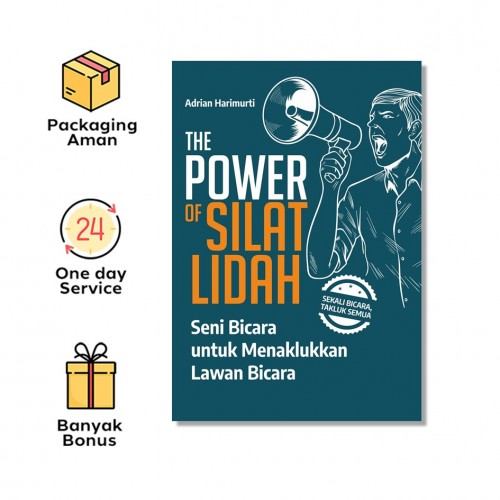 Packaging
Aman
24
One day
Service
Banyak
Bonus
Adrian Harimurti
THE
POWER
OF SILAT
LIDAH
SEKALI BICARA,
TAKLUK SEMUA
Seni Bicara
untuk Menaklukkan
Lawan Bicara